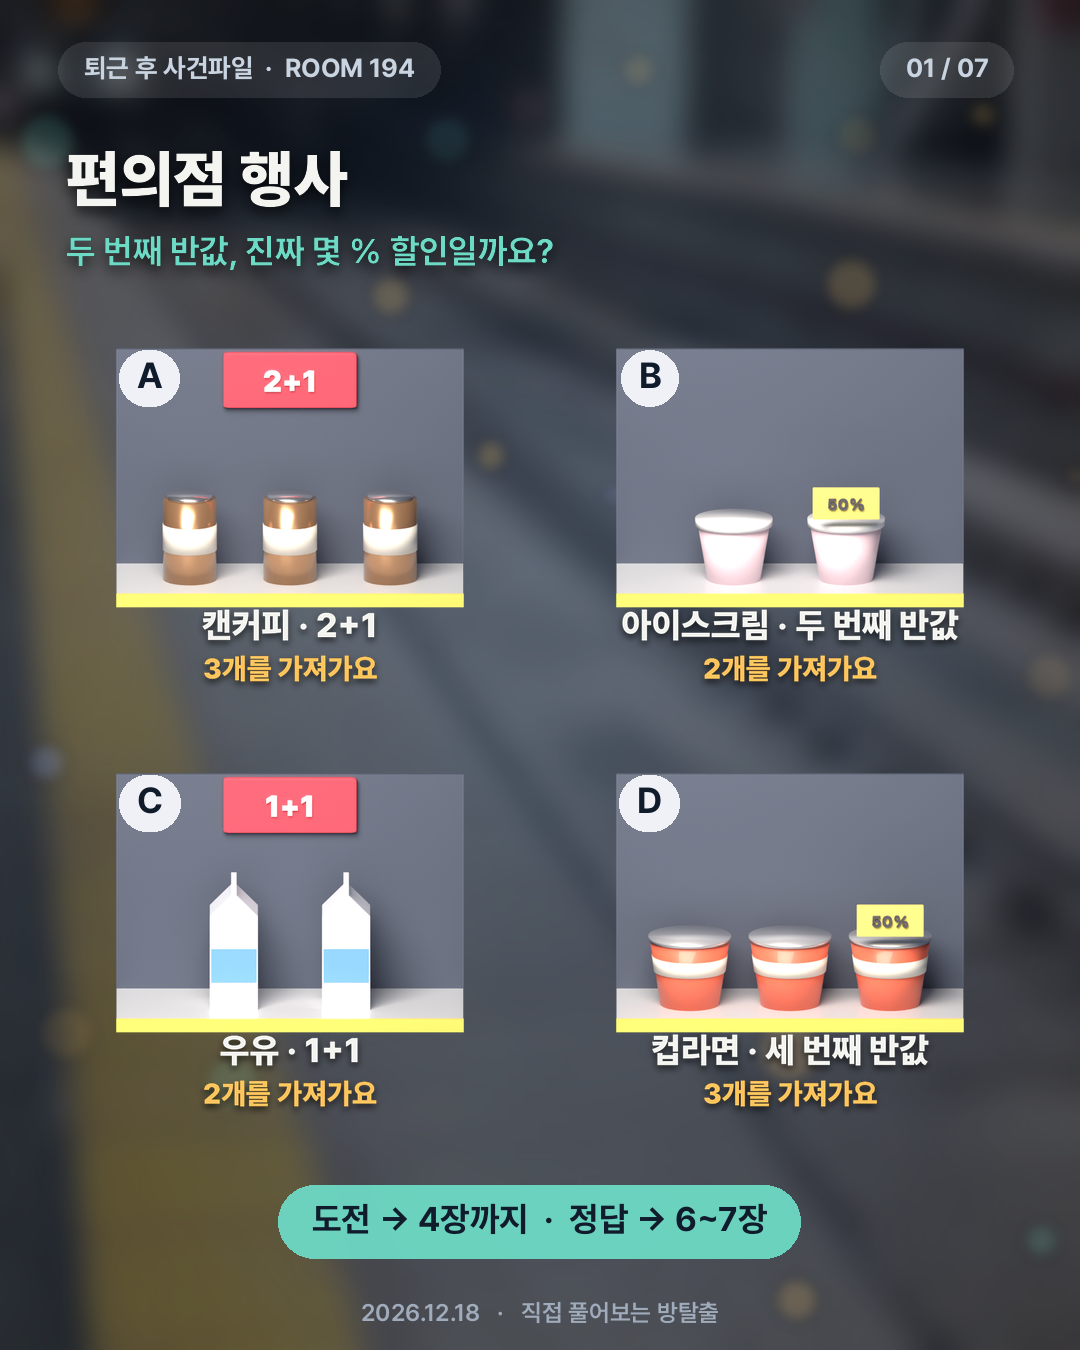 퇴근 후 사건파일 · ROOM 194
01 / 07
편의점 행사
두 번째 반값, 진짜 몇 % 할인일까요?
A
2+1
캔커피 · 2+1
3개를 가져가요
B
50%
아이스크림 · 두 번째 반값
2개를 가져가요
C
1+1
우유 · 1+1
2개를 가져가요
D
50%
컵라면 · 세 번째 반값
3개를 가져가요
도전 → 4장까지 · 정답 → 6~7장
2026.12.18 · 직접 풀어보는 방탈출